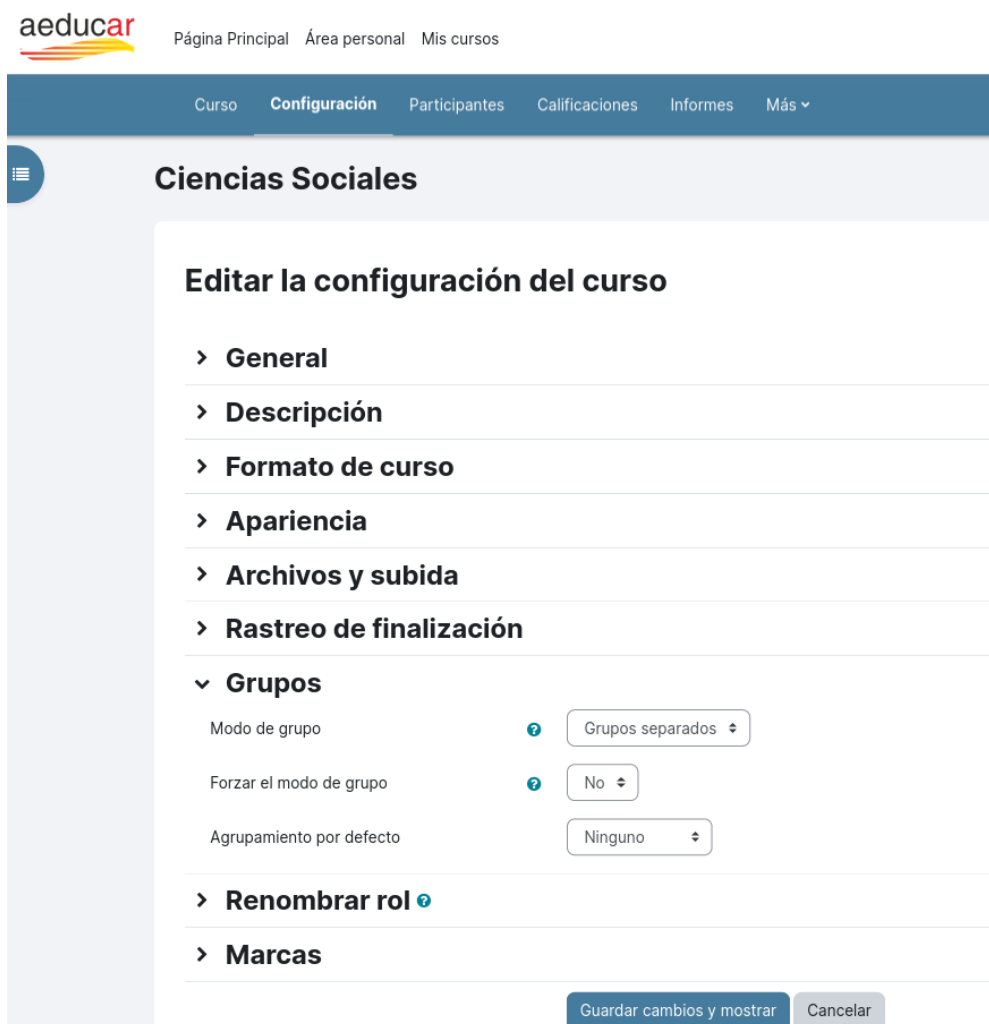 aeducar
Página Principal Área personal Mis cursos
Curso Configuración Participantes Calificaciones Informes Más
Ciencias Sociales
Editar la configuración del curso
General
Descripción
Formato de curso
Apariencia
Archivos y subida
Rastreo de finalización
Grupos
Modo de grupo ? Grupos separados
Forzar el modo de grupo ? No
Agrupamiento por defecto Ninguno
Renombrar rol ?
Marcas
Guardar cambios y mostrar Cancelar